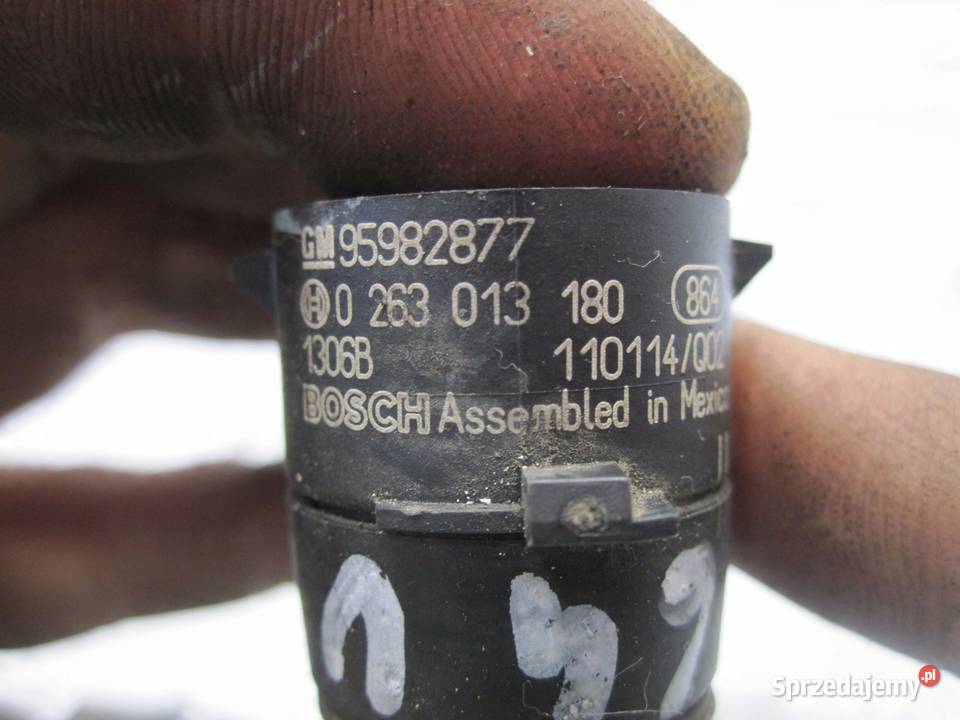 GM 95982877
0 263 013 180 864
1306B 110114/Q02
BOSCH Assembled in Mexico
Sprzedajemy.pl